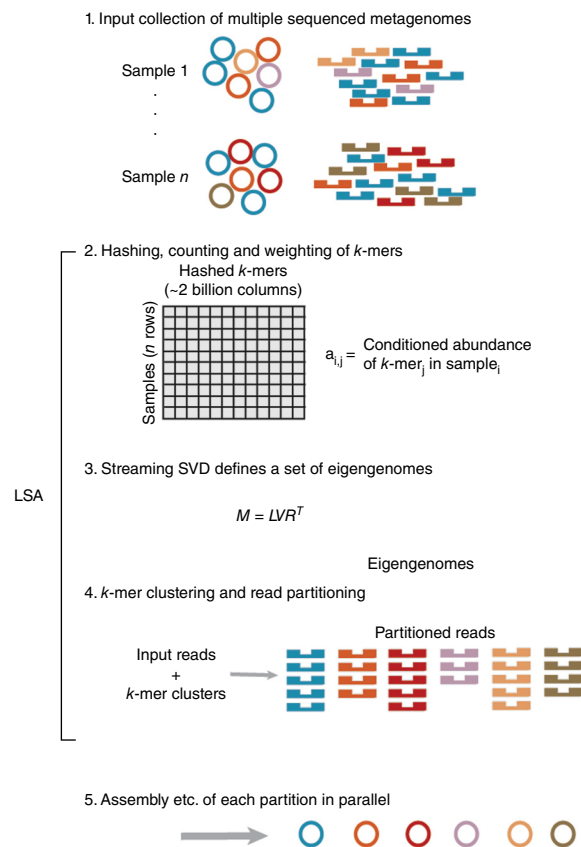 1. Input collection of multiple sequenced metagenomes
Sample 1
.
.
.
Sample n
2. Hashing, counting and weighting of k-mers
Hashed k-mers
(~2 billion columns)
Samples (n rows)
a_{i,j} = Conditioned abundance
of k-mer_j in sample_i
3. Streaming SVD defines a set of eigengenomes
LSA
M = LVR^T
Eigengenomes
4. k-mer clustering and read partitioning
Partitioned reads
Input reads
+
k-mer clusters
5. Assembly etc. of each partition in parallel